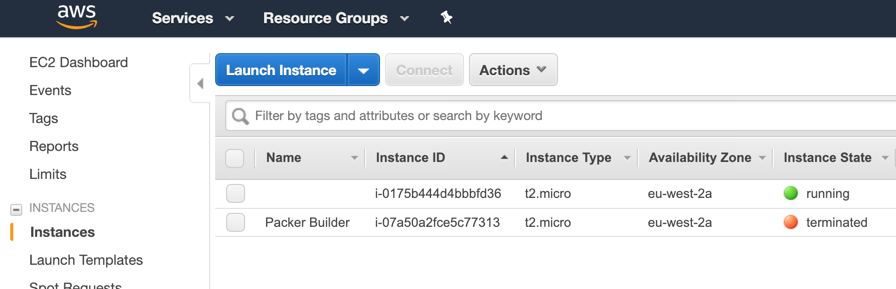 aws Services Resource Groups
Launch Instance Connect Actions
EC2 Dashboard
Events
Tags
Reports
Limits
INSTANCES
Instances
Launch Templates
Spot Requests
Filter by tags and attributes or search by keyword
Name Instance ID Instance Type Availability Zone Instance State
i-0175b444d4bbbfd36 t2.micro eu-west-2a running
Packer Builder i-07a50a2fce5c77313 t2.micro eu-west-2a terminated